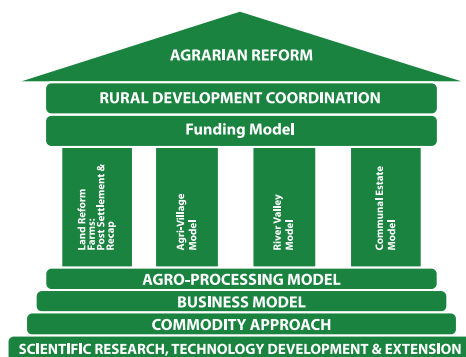 AGRARIAN REFORM
RURAL DEVELOPMENT COORDINATION
Funding Model
Land Reform
Farms:
Post Settlement &
Recap
Agri-Village
Model
River Valley
Model
Communal Estate
Model
AGRO-PROCESSING MODEL
BUSINESS MODEL
COMMODITY APPROACH
SCIENTIFIC RESEARCH, TECHNOLOGY DEVELOPMENT & EXTENSION